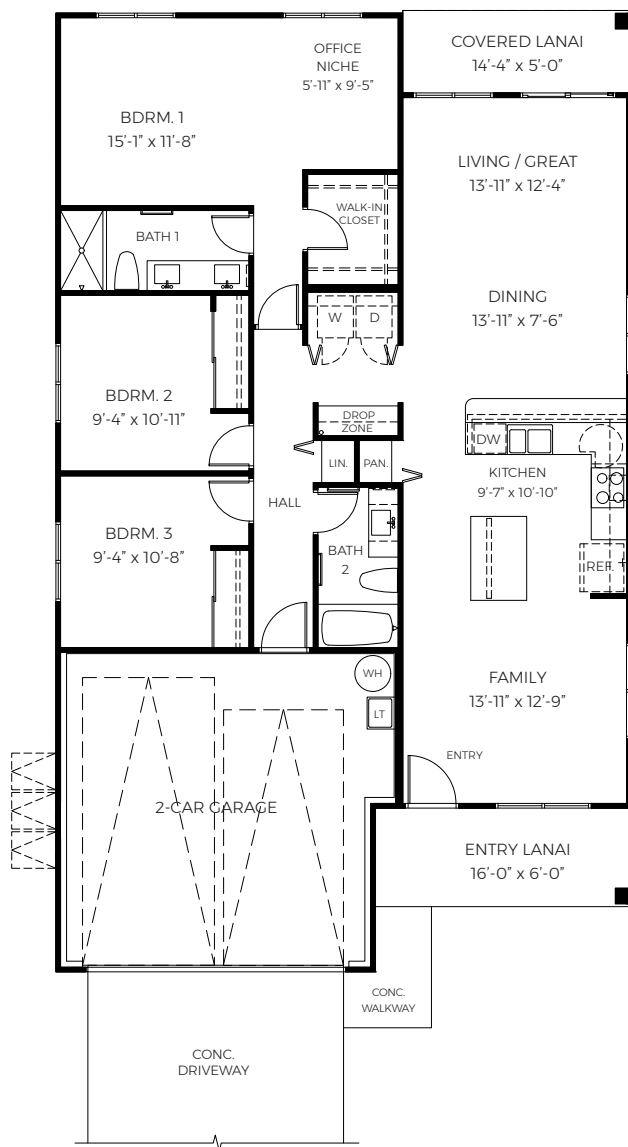 COVERED LANAI
14'-4" x 5'-0"
OFFICE
NICHE
5'-11" x 9'-5"
BDRM. 1
15'-1" x 11'-8"
LIVING / GREAT
13'-11" x 12'-4"
WALK-IN
CLOSET
BATH 1
DINING
13'-11" x 7'-6"
W
D
BDRM. 2
9'-4" x 10'-11"
DROP
ZONE
DW
LIN.
PAN.
KITCHEN
9'-7" x 10'-10"
HALL
BDRM. 3
9'-4" x 10'-8"
BATH
2
REF.
WH
LT
FAMILY
13'-11" x 12'-9"
ENTRY
2-CAR GARAGE
ENTRY LANAI
16'-0" x 6'-0"
CONC.
WALKWAY
CONC.
DRIVEWAY